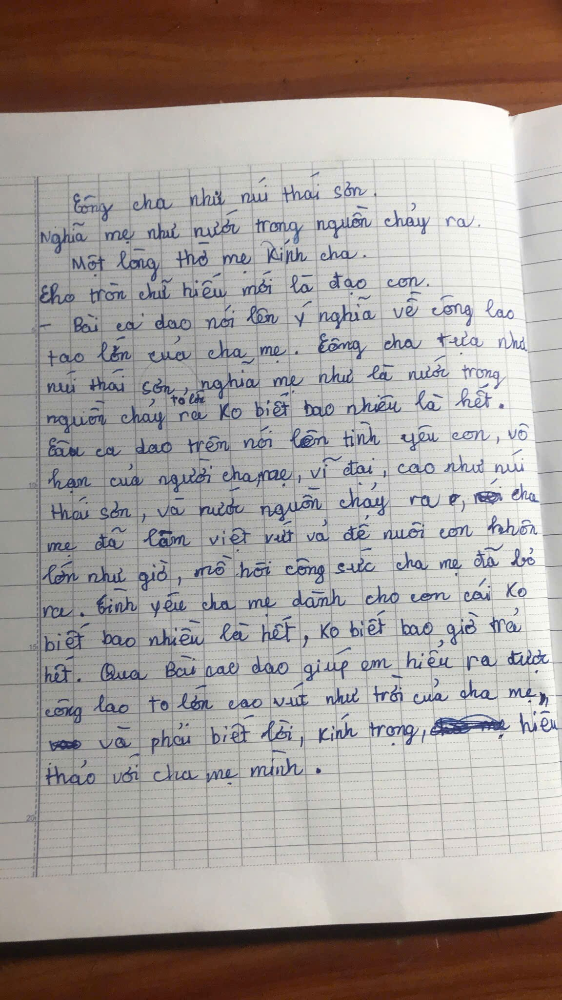 Công cha như núi thái sơn.
Nghĩa mẹ như nước trong nguồn chảy ra.
Một lòng thờ mẹ kính cha.
Cho tròn chữ hiếu mới là đạo con.
- Bài ca dao nói lên ý nghĩa về công lao
tao lớn của cha mẹ. Công cha tựa như
núi thái sơn, nghĩa mẹ như là nước trong
nguồn chảy ra to lớn Ko biết bao nhiêu là hết.
Câu ca dao trên nói lên tình yêu con, vô
hạn của người cha, mẹ, vĩ đại, cao như núi
thái sơn, và nước nguồn chảy ra, cha
mẹ đã làm việt vất vả để nuôi con khôn
lớn như giờ, mồ hôi công sức cha mẹ đã bỏ
ra. Tình yêu cha mẹ dành cho con cái Ko
biết bao nhiêu là hết, Ko biết bao giờ trả
hết. Qua Bài cao dao giúp em hiểu ra được
công lao to lớn cao vút như trời của cha mẹ,
và phải biết lời, kính trọng, hiếu
thảo với cha mẹ mình.